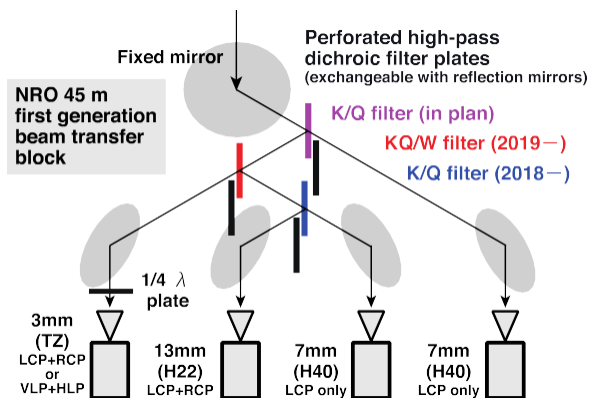 Fixed mirror
Perforated high-pass
dichroic filter plates
(exchangeable with reflection mirrors)
NRO 45 m
first generation
beam transfer
block
K/Q filter (in plan)
KQ/W filter (2019－)
K/Q filter (2018－)
1/4 λ
plate
3mm
(TZ)
LCP+RCP
or
VLP+HLP
13mm
(H22)
LCP+RCP
7mm
(H40)
LCP only
7mm
(H40)
LCP only